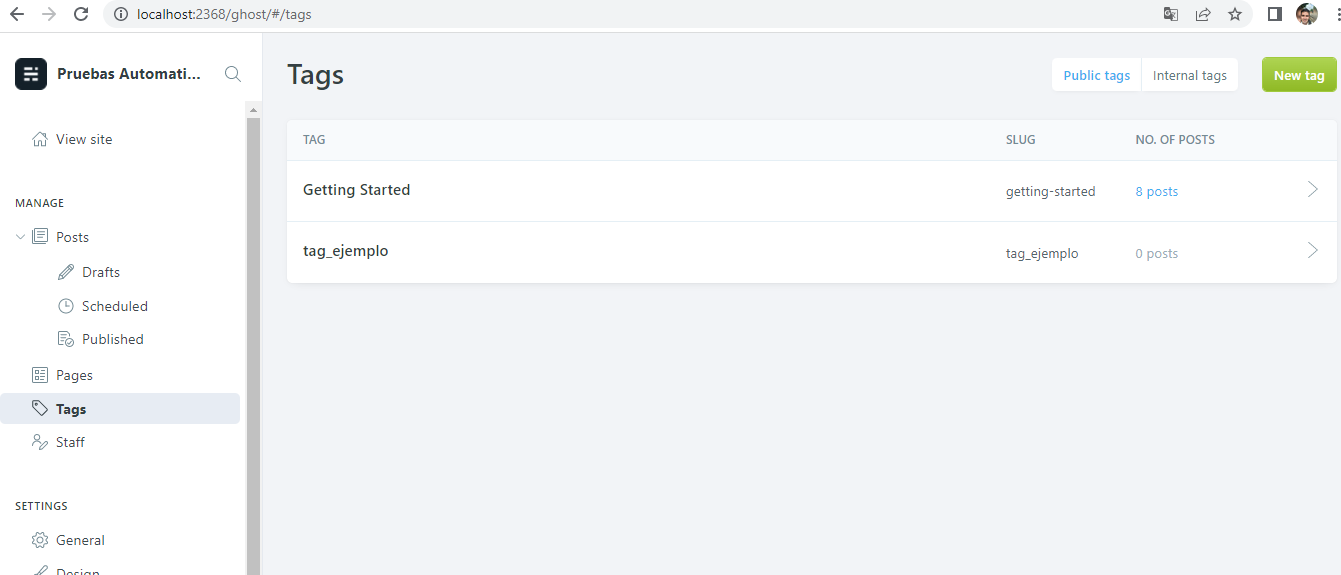 localhost:2368/ghost/#/tags
Pruebas Automati...
View site
MANAGE
Posts
Drafts
Scheduled
Published
Pages
Tags
Staff
SETTINGS
General
Design
Tags
Public tags Internal tags New tag
TAG SLUG NO. OF POSTS
Getting Started getting-started 8 posts
tag_ejemplo tag_ejemplo 0 posts